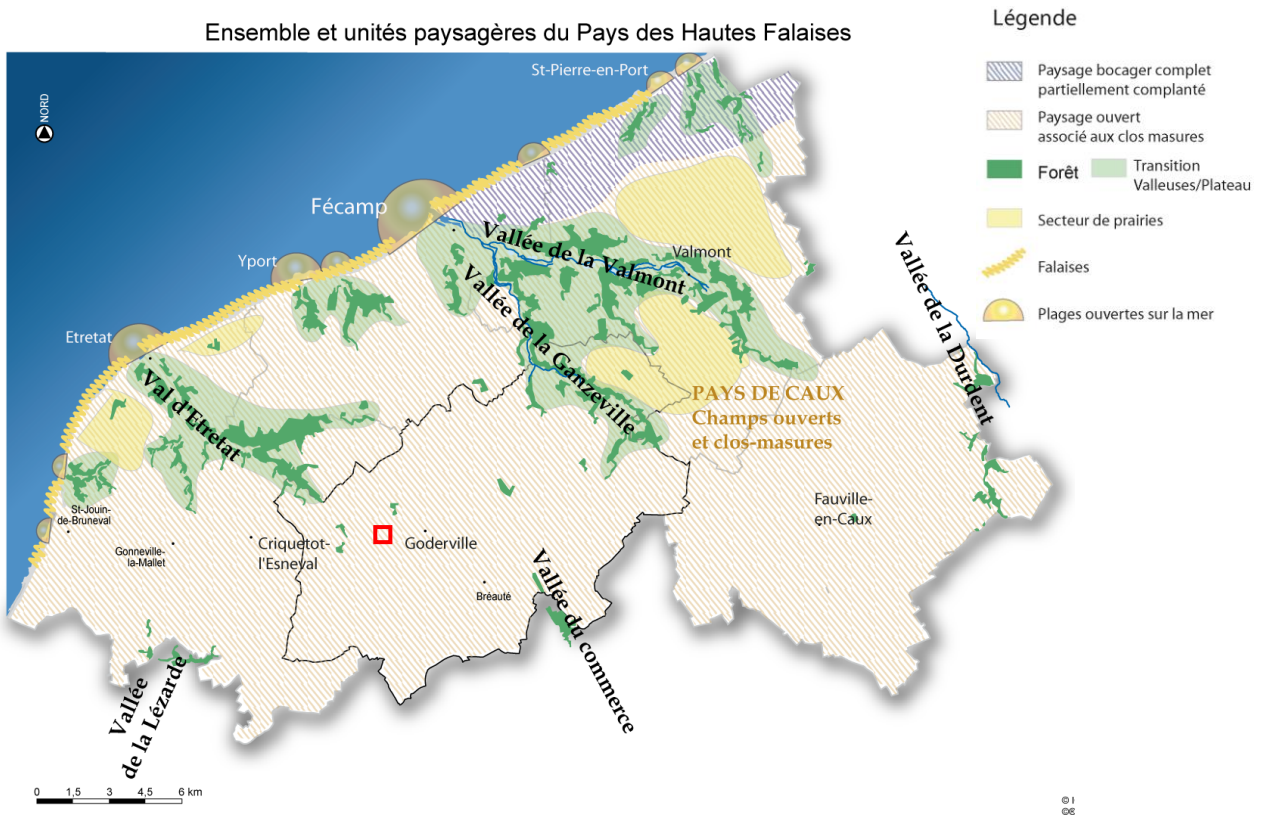 Ensemble et unités paysagères du Pays des Hautes Falaises
Légende
Paysage bocager complet
partiellement complanté
Paysage ouvert
associé aux clos masures
Forêt
Transition
Valleuses/Plateau
Secteur de prairies
Falaises
Plages ouvertes sur la mer
NORD
St-Pierre-en-Port
Fécamp
Yport
Etretat
Valmont
Vallée de la Valmont
Vallée de la Ganzeville
Val d'Etretat
Vallée de la Durdent
PAYS DE CAUX
Champs ouverts
et clos-masures
St-Jouin-
de-Bruneval
Gonneville-
la-Mallet
Criquetot-
l'Esneval
Goderville
Bréauté
Fauville-
en-Caux
Vallée du commerce
Vallée
de la Lézarde
0 1,5 3 4,5 6 km